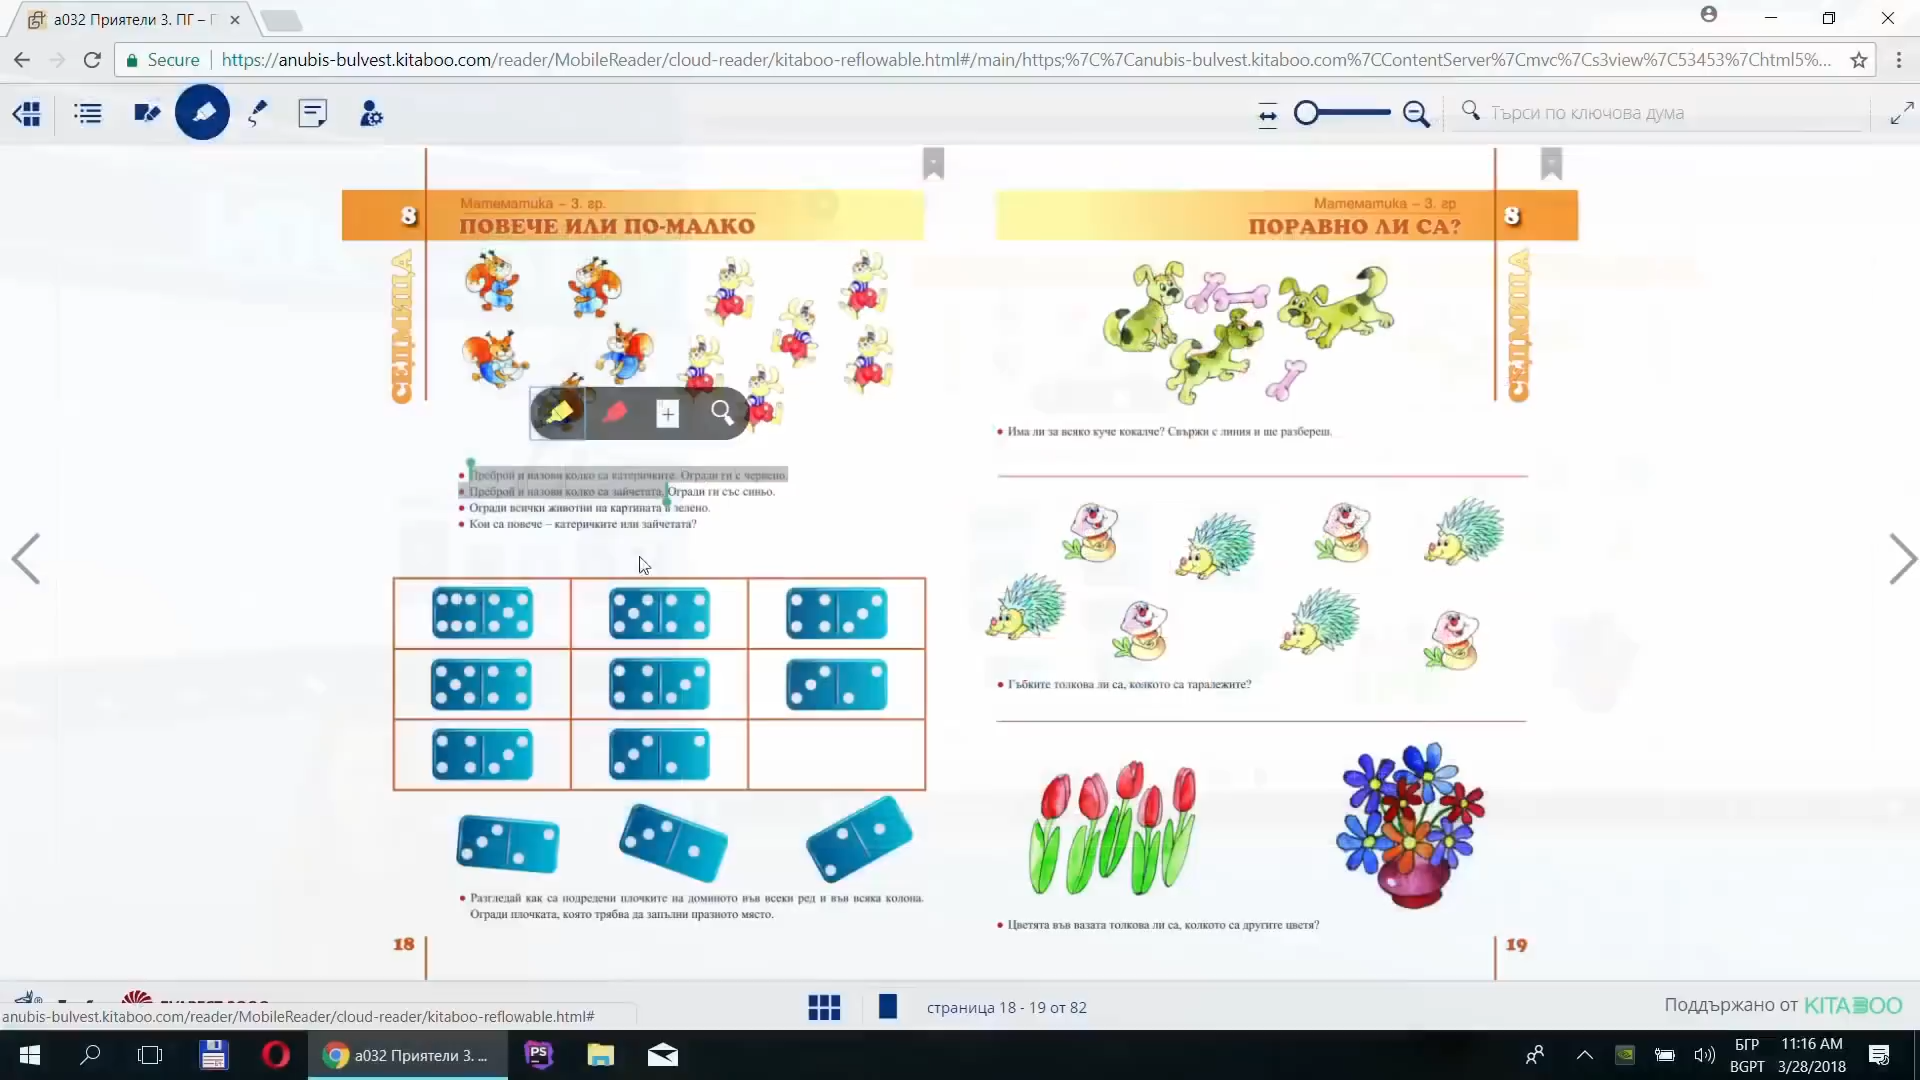 a032 Приятели 3. ПГ – Г
Secure
https://anubis-bulvest.kitaboo.com/reader/MobileReader/cloud-reader/kitaboo-reflowable.html#/main/https;%7C%7Canubis-bulvest.kitaboo.com%7CContentServer%7Cmvc%7Cs3view%7C53453%7Chtml5%...
Търси по ключова дума
8
Математика – 3. гр.
ПОВЕЧЕ ИЛИ ПО-МАЛКО
СЕДМИЦА
Преброй и назови колко са катеричките. Огради ги с червено.
Преброй и назови колко са зайчетата. Огради ги със синьо.
Огради всички животни на картината в зелено.
Кои са повече – катеричките или зайчетата?
Разгледай как са подредени плочките на доминото във всеки ред и във всяка колона.
Огради плочката, която трябва да запълни празното място.
18
Математика – 3. гр
ПОРАВНО ЛИ СА?
8
СЕДМИЦА
Има ли за всяко куче кокалче? Свържи с линия и ще разбереш.
Гъбките толкова ли са, колкото са таралежите?
Цветята във вазата толкова ли са, колкото са другите цветя?
19
страница 18 - 19 от 82
Поддържано от KITABOO
anubis-bulvest.kitaboo.com/reader/MobileReader/cloud-reader/kitaboo-reflowable.html#
a032 Приятели 3. ...
PS
БГР
BGPT
11:16 AM
3/28/2018